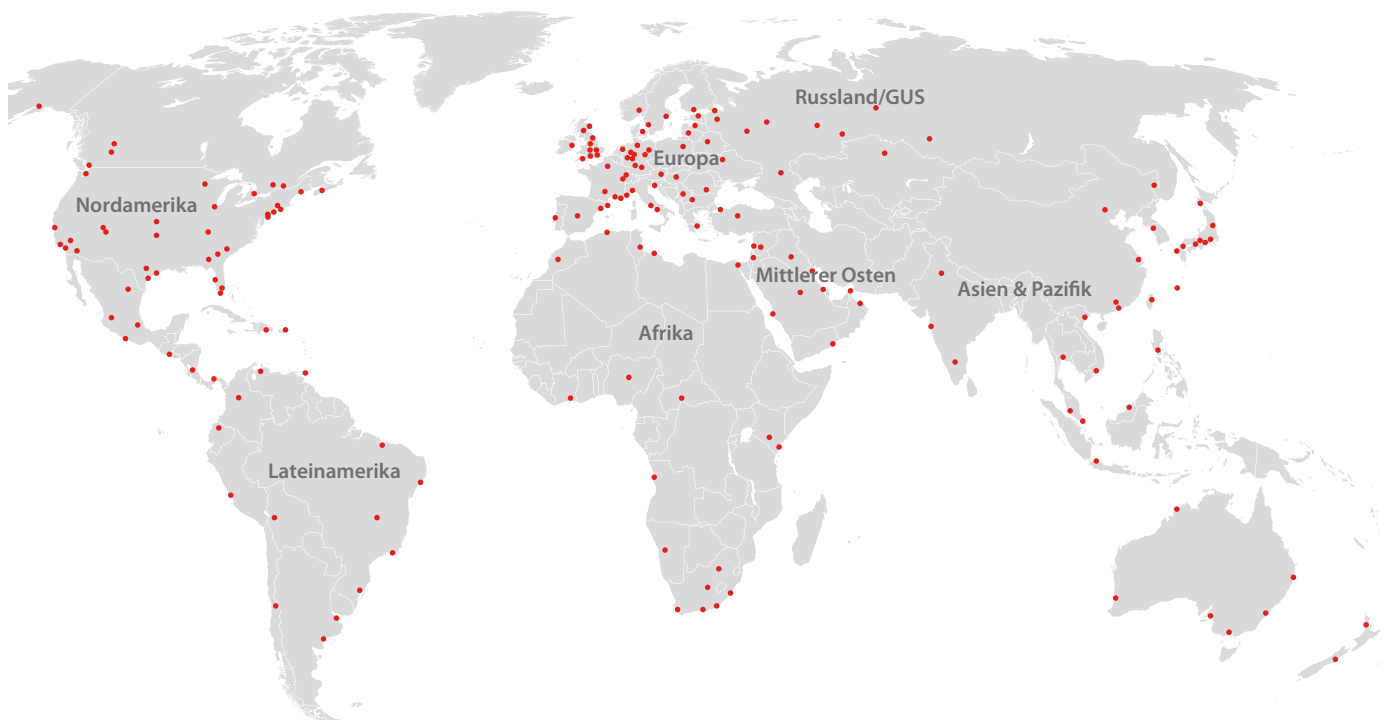 Russland/GUS
Europa
Nordamerika
Mittlerer Osten
Asien & Pazifik
Afrika
Lateinamerika